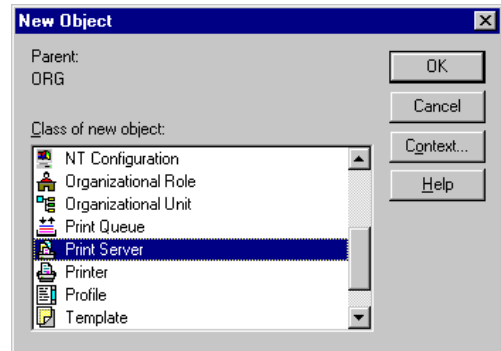 New Object
Parent:
ORG
Class of new object:
NT Configuration
Organizational Role
Organizational Unit
Print Queue
Print Server
Printer
Profile
Template
OK
Cancel
Context...
Help